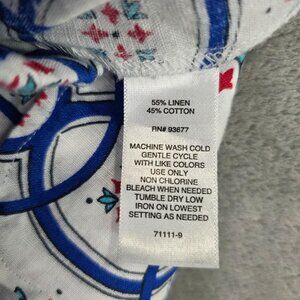 55% LINEN
45% COTTON
RN# 93677
MACHINE WASH COLD
GENTLE CYCLE
WITH LIKE COLORS
USE ONLY
NON CHLORINE
BLEACH WHEN NEEDED
TUMBLE DRY LOW
IRON ON LOWEST
SETTING AS NEEDED
71111-9